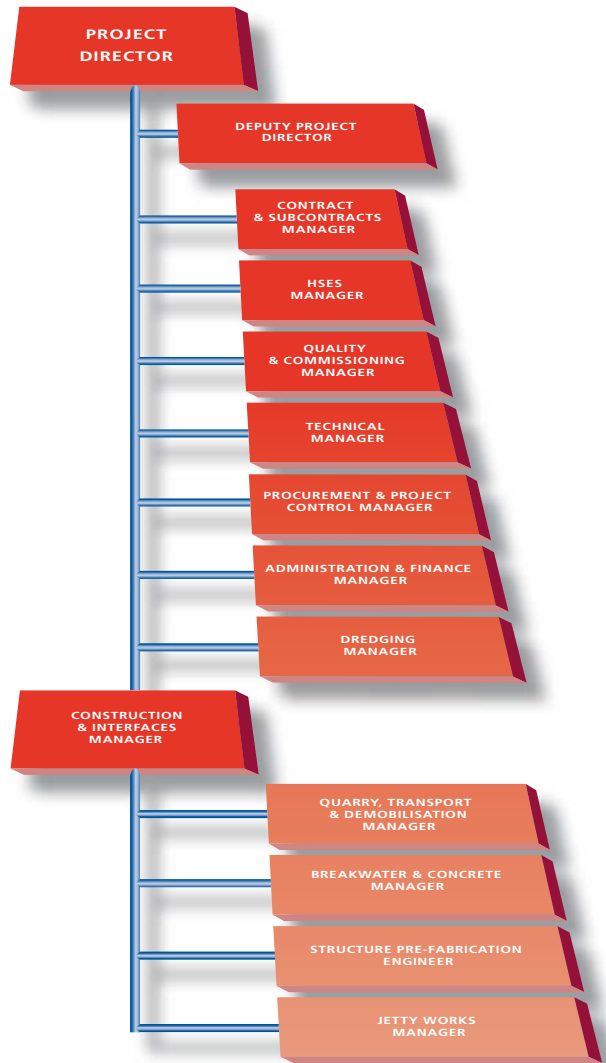 PROJECT
DIRECTOR
DEPUTY PROJECT
DIRECTOR
CONTRACT
& SUBCONTRACTS
MANAGER
HSES
MANAGER
QUALITY
& COMMISSIONING
MANAGER
TECHNICAL
MANAGER
PROCUREMENT & PROJECT
CONTROL MANAGER
ADMINISTRATION & FINANCE
MANAGER
DREDGING
MANAGER
CONSTRUCTION
& INTERFACES
MANAGER
QUARRY, TRANSPORT
& DEMOBILISATION
MANAGER
BREAKWATER & CONCRETE
MANAGER
STRUCTURE PRE-FABRICATION
ENGINEER
JETTY WORKS
MANAGER